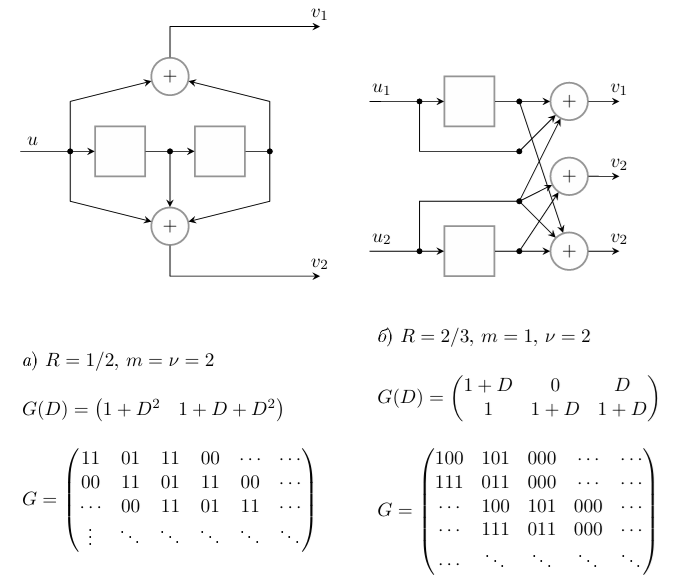 v₁
+
u
+
v₂
а) R = 1/2, m = ν = 2
G(D) = (1 + D² 1 + D + D²)
G = (11 01 11 00 ⋯ ⋯
00 11 01 11 00 ⋯
⋯ 00 11 01 11 ⋯
⋮ ⋱ ⋱ ⋱ ⋱ ⋱)
u₁ + v₁
+ v₂
u₂ + v₂
б) R = 2/3, m = 1, ν = 2
G(D) = (1 + D 0 D
1 1 + D 1 + D)
G = (100 101 000 ⋯ ⋯
111 011 000 ⋯ ⋯
⋯ 100 101 000 ⋯
⋯ 111 011 000 ⋯
⋯ ⋱ ⋱ ⋱ ⋱)